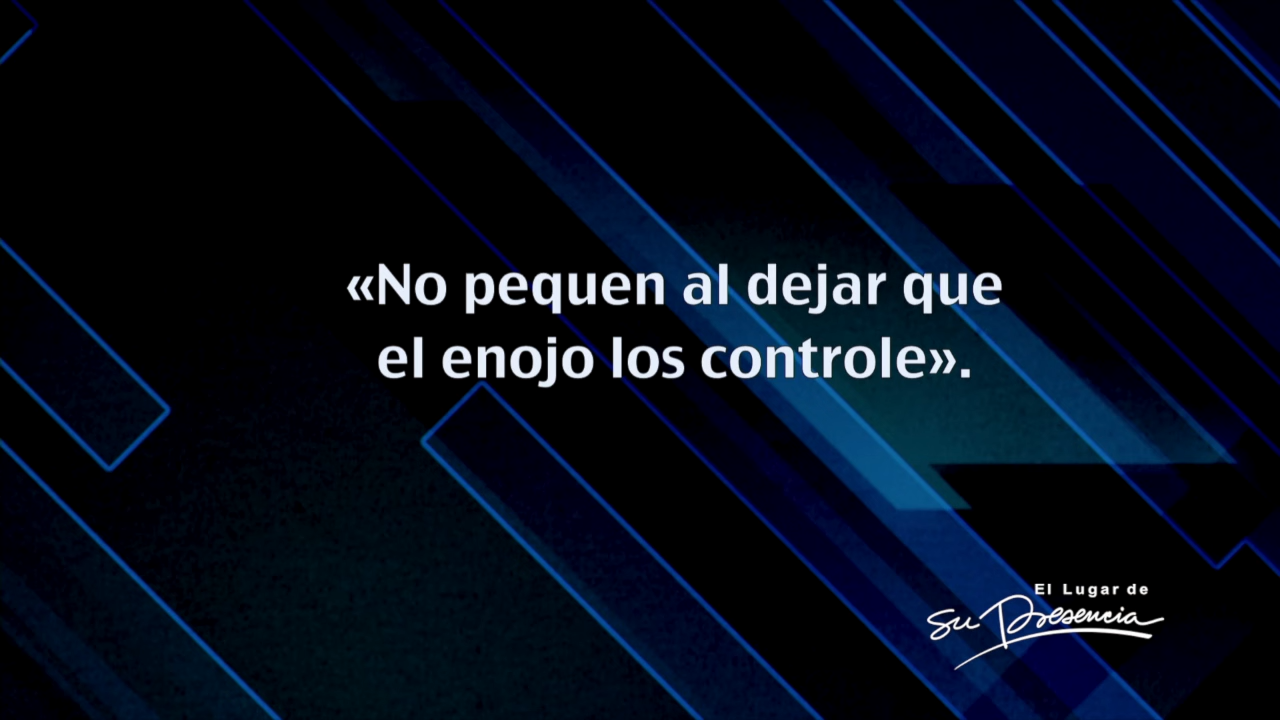 «No pequen al dejar que
el enojo los controle».
El Lugar de
Su Presencia